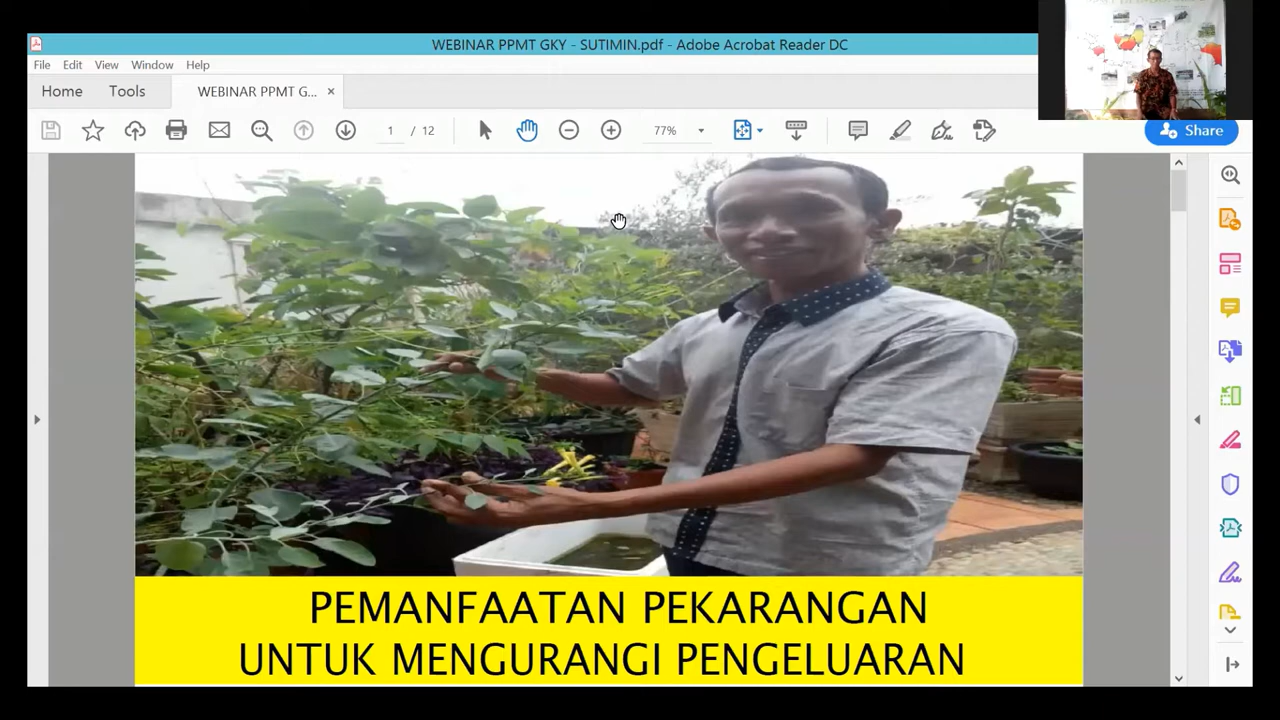 WEBINAR PPMT GKY - SUTIMIN.pdf - Adobe Acrobat Reader DC
File Edit View Window Help
Home Tools WEBINAR PPMT G... ×
1 / 12 77% Share
PEMANFAATAN PEKARANGAN
UNTUK MENGURANGI PENGELUARAN